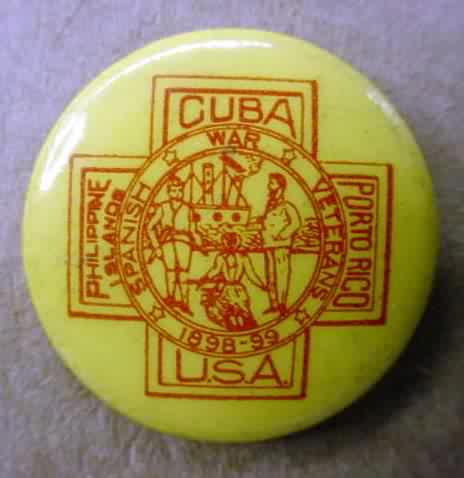 CUBA
SPANISH WAR VETERANS
PHILIPPINE
ISLANDS
PORTO RICO
1898-99
U.S.A.